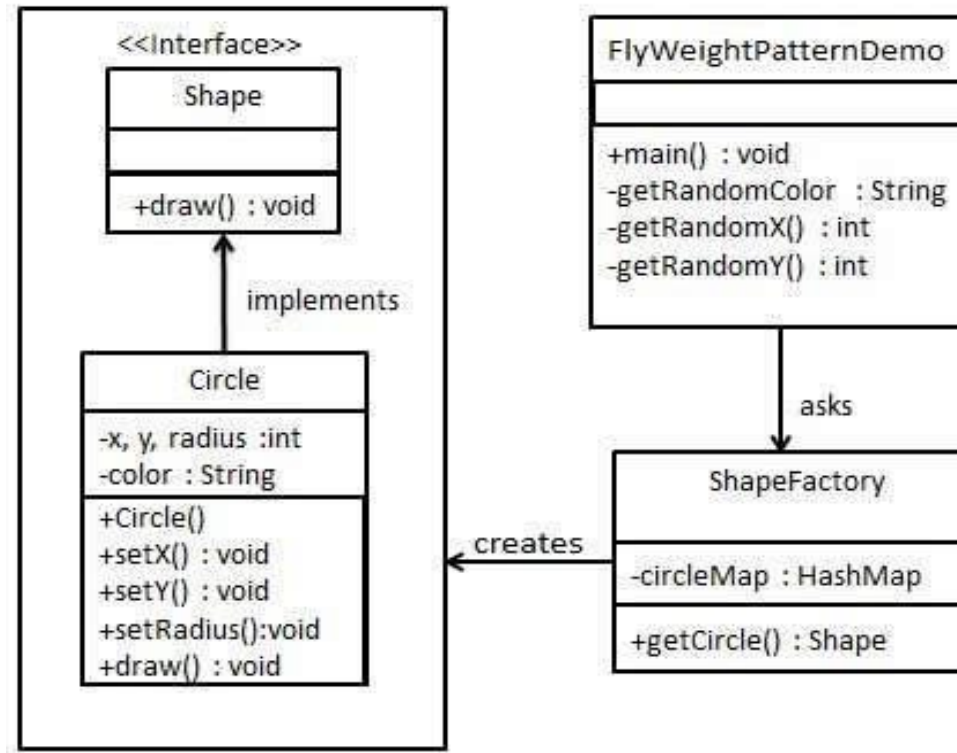 <<Interface>>
Shape
+draw() : void
implements
Circle
-x, y, radius :int
-color : String
+Circle()
+setX() : void
+setY() : void
+setRadius():void
+draw() : void
FlyWeightPatternDemo
+main() : void
-getRandomColor : String
-getRandomX() : int
-getRandomY() : int
asks
ShapeFactory
-circleMap : HashMap
+getCircle() : Shape
creates